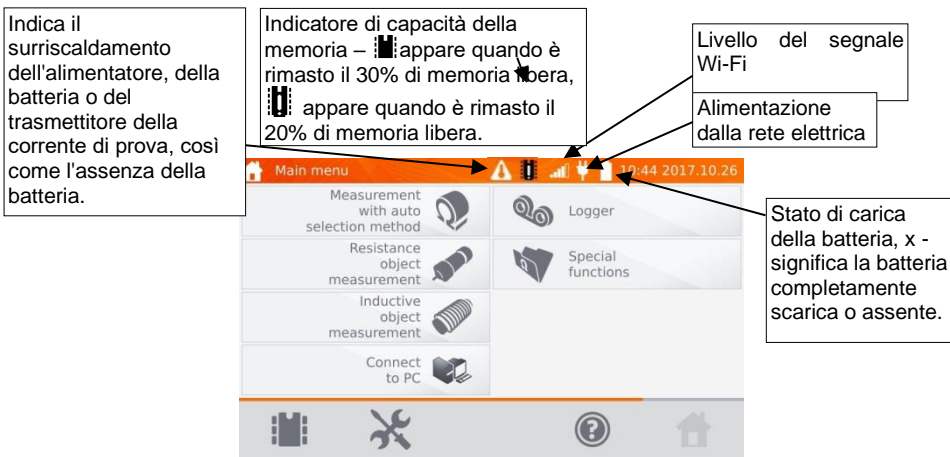 Indica il
surriscaldamento
dell'alimentatore, della
batteria o del
trasmettitore della
corrente di prova, così
come l'assenza della
batteria.
Indicatore di capacità della
memoria – appare quando è
rimasto il 30% di memoria libera,
appare quando è rimasto il
20% di memoria libera.
Livello del segnale
Wi-Fi
Alimentazione
dalla rete elettrica
Stato di carica
della batteria, x -
significa la batteria
completamente
scarica o assente.
Main menu
10:44 2017.10.26
Measurement
with auto
selection method
Resistance
object
measurement
Inductive
object
measurement
Connect
to PC
Logger
Special
functions